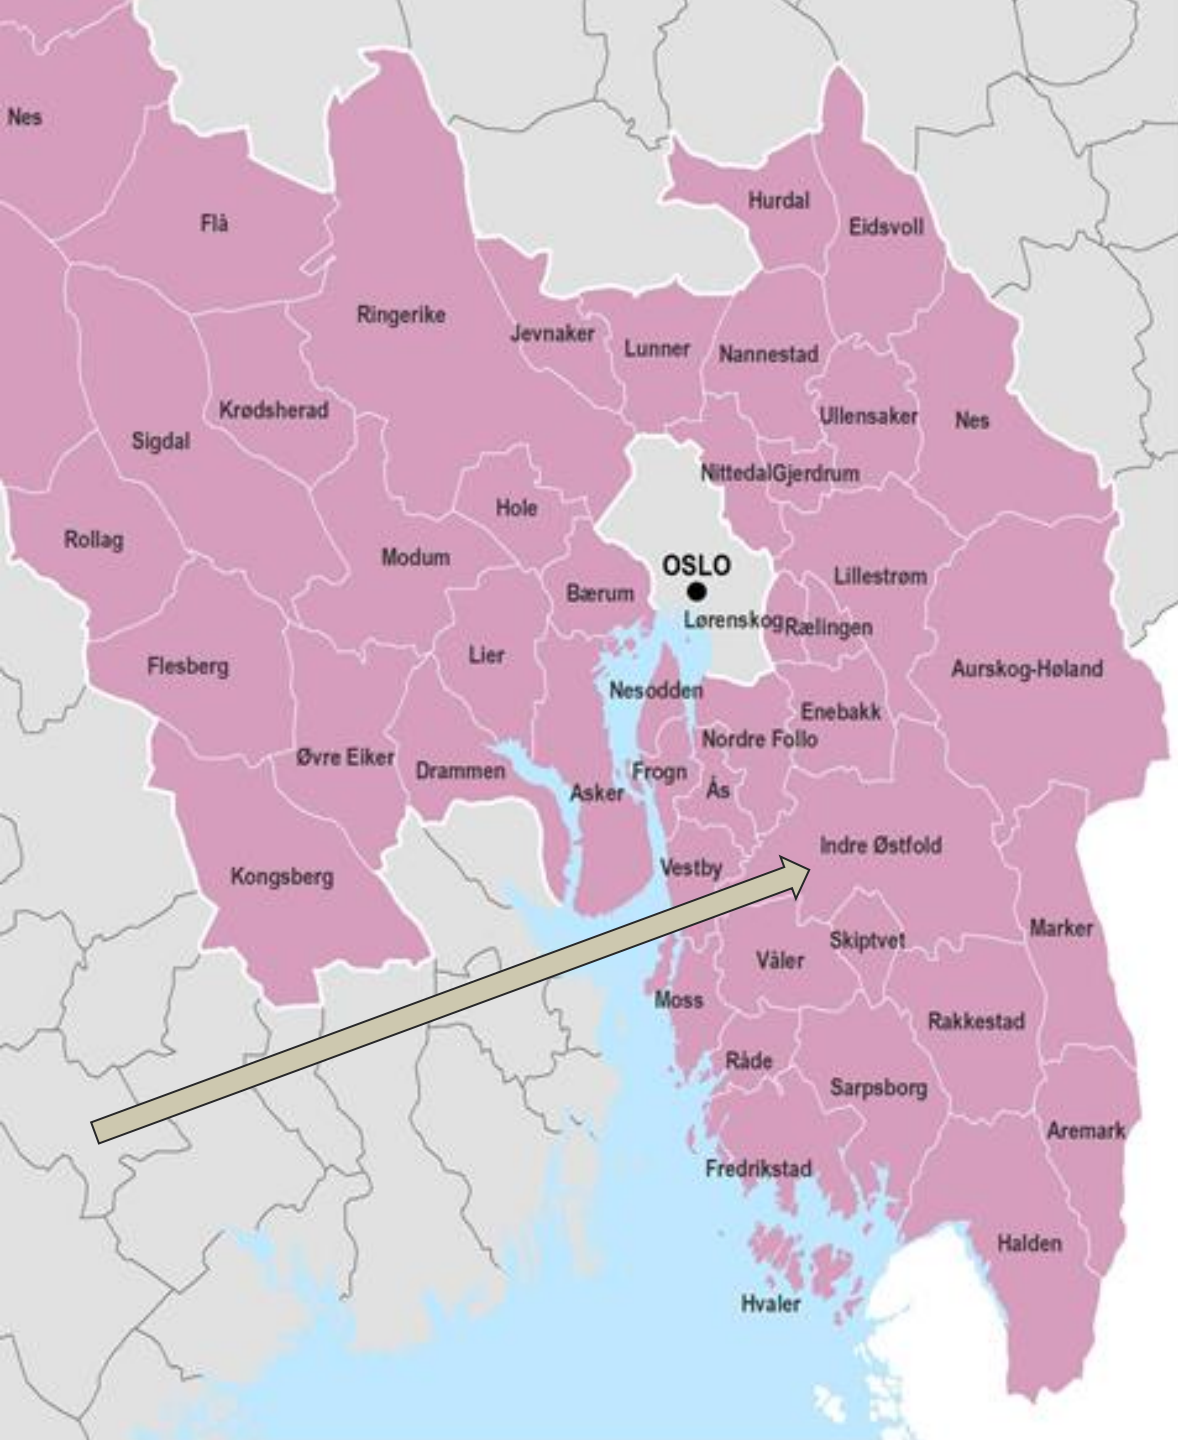 Nes
Hurdal
Flå
Eidsvoll
Ringerike
Jevnaker
Lunner
Nannestad
Krødsherad
Ullensaker
Nes
Sigdal
NittedalGjerdrum
Hole
Rollag
Modum
OSLO
Lillestrøm
Bærum
Lørenskog
Rælingen
Lier
Flesberg
Aurskog-Høland
Nesodden
Enebakk
Nordre Follo
Øvre Eiker
Drammen
Frogn
Ås
Asker
Indre Østfold
Vestby
Kongsberg
Marker
Skiptvet
Våler
Moss
Rakkestad
Råde
Sarpsborg
Aremark
Fredrikstad
Halden
Hvaler